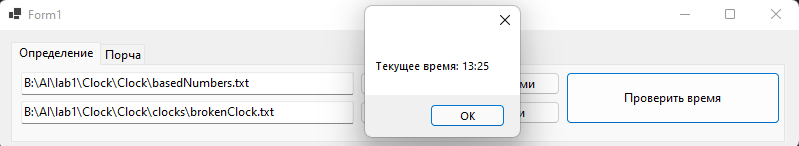 Form1
Определение Порча
Текущее время: 13:25
B:\AI\lab1\Clock\Clock\basedNumbers.txt
B:\AI\lab1\Clock\Clock\clocks\brokenClock.txt
Проверить время
OK